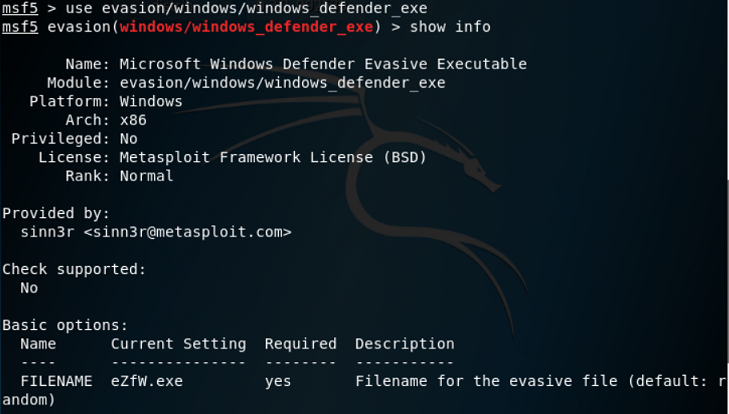 msf5 > use evasion/windows/windows_defender_exe
msf5 evasion(windows/windows_defender_exe) > show info
Name: Microsoft Windows Defender Evasive Executable
Module: evasion/windows/windows_defender_exe
Platform: Windows
Arch: x86
Privileged: No
License: Metasploit Framework License (BSD)
Rank: Normal
Provided by:
sinn3r <sinn3r@metasploit.com>
Check supported:
No
Basic options:
Name Current Setting Required Description
---- --------------- -------- -----------
FILENAME eZfW.exe yes Filename for the evasive file (default: r
andom)